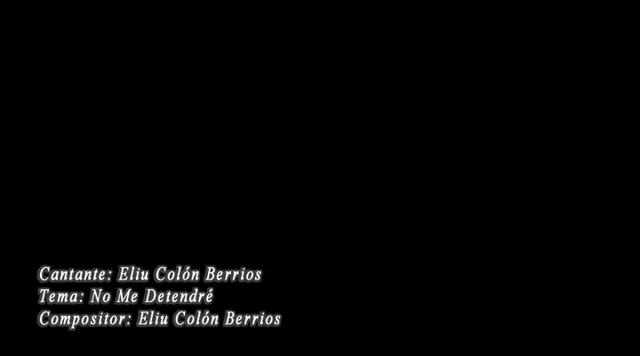 Cantante: Eliu Colón Berrios
Tema: No Me Detendré
Compositor: Eliu Colón Berrios